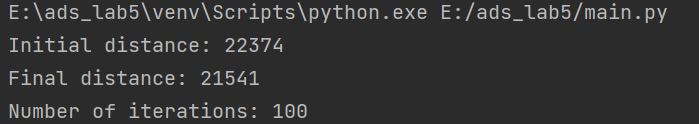 E:\ads_lab5\venv\Scripts\python.exe E:/ads_lab5/main.py
Initial distance: 22374
Final distance: 21541
Number of iterations: 100